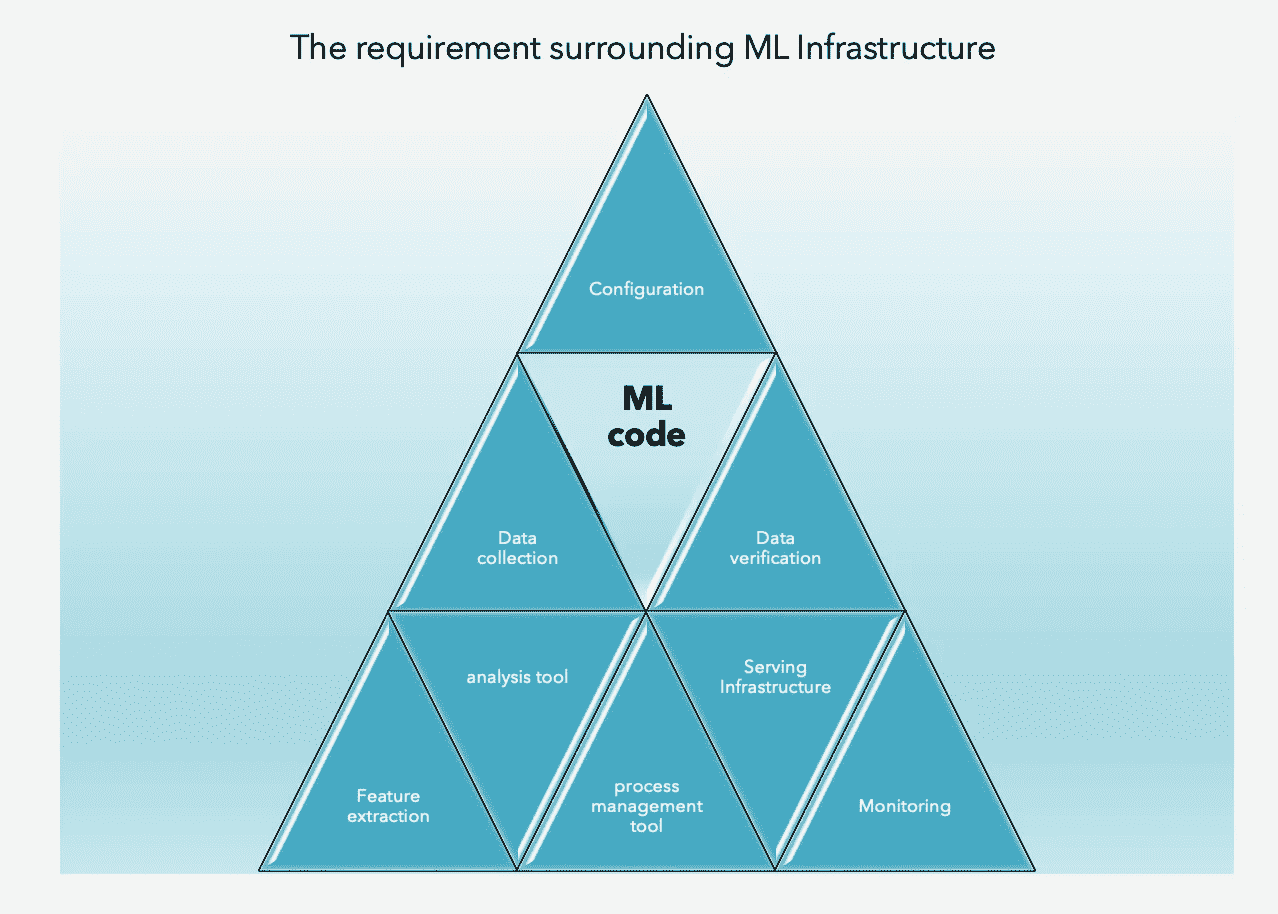 The requirement surrounding ML Infrastructure
Configuration
ML
code
Data
collection
Data
verification
analysis tool
Serving
Infrastructure
Feature
extraction
process
management
tool
Monitoring